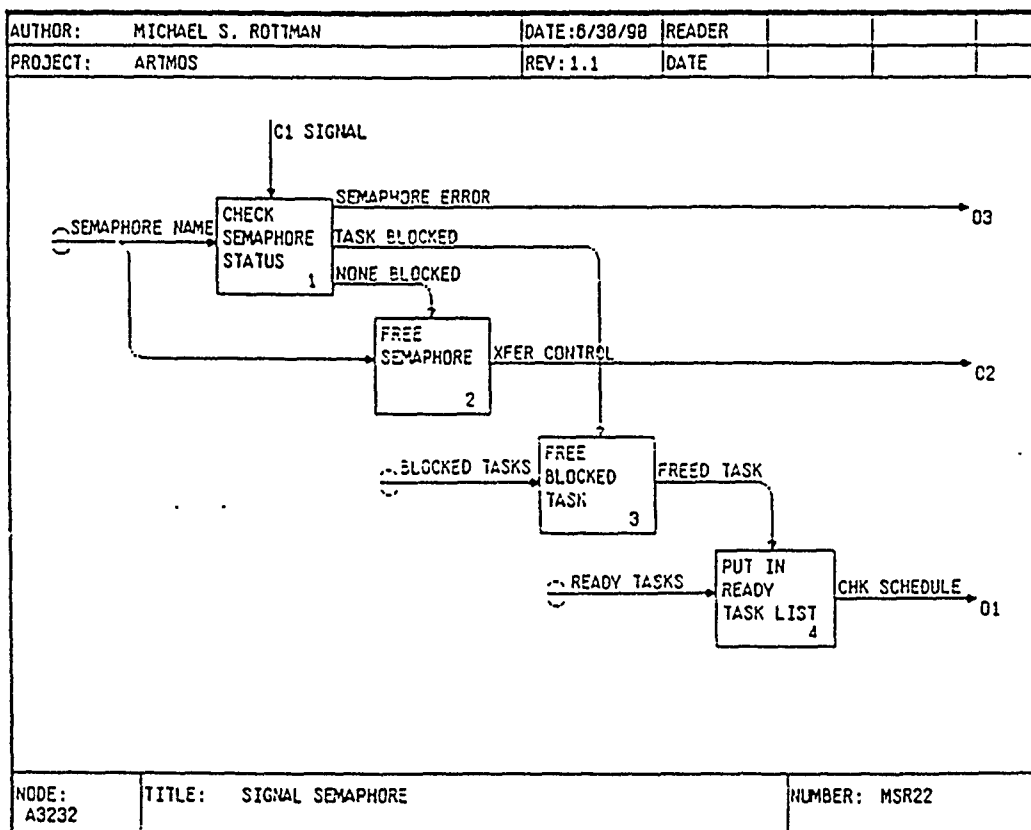 AUTHOR: MICHAEL S. ROTTMAN DATE:6/30/90 READER
PROJECT: ARTMOS REV:1.1 DATE
C1 SIGNAL
SEMAPHORE NAME
CHECK
SEMAPHORE
STATUS
1
SEMAPHORE ERROR
O3
TASK BLOCKED
NONE BLOCKED
FREE
SEMAPHORE
2
XFER CONTROL
O2
BLOCKED TASKS
FREE
BLOCKED
TASK
3
FREED TASK
READY TASKS
PUT IN
READY
TASK LIST
4
CHK SCHEDULE
O1
NODE:
A3232
TITLE: SIGNAL SEMAPHORE
NUMBER: MSR22